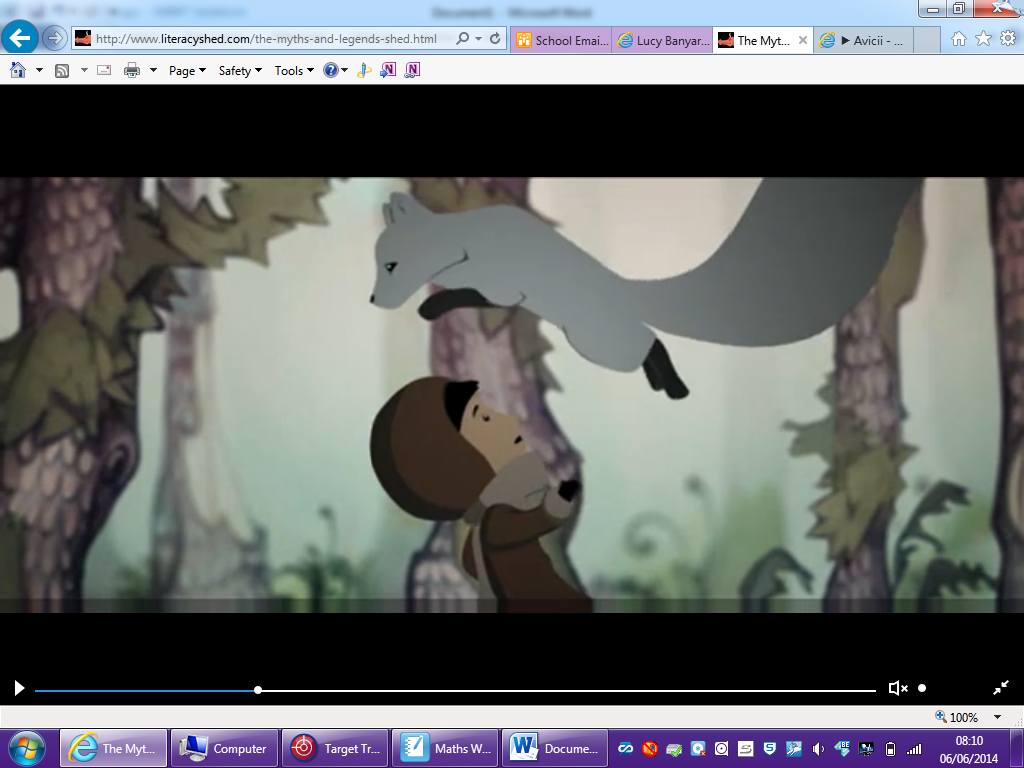 Document1 - Microsoft Word
http://www.literacyshed.com/the-myths-and-legends-shed.html
School Emai...
Lucy Banyar...
The Myt...
Avicii - ...
Page
Safety
Tools
100%
The Myt...
Computer
Target Tr...
Maths W...
Docume...
08:10
06/06/2014